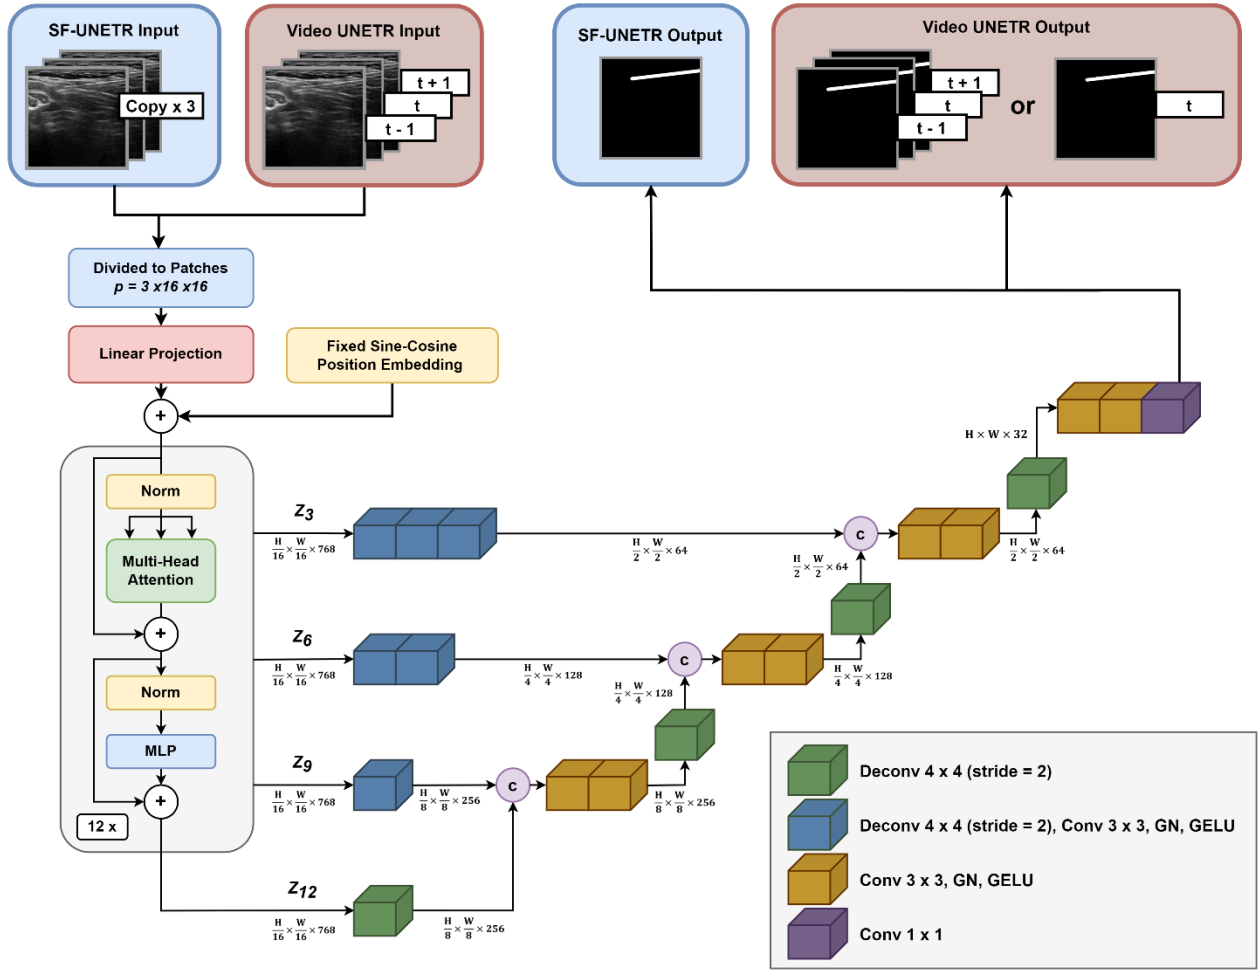 SF-UNETR Input
Copy x 3
Video UNETR Input
t + 1
t
t - 1
SF-UNETR Output
Video UNETR Output
t + 1
t
t - 1
or
t
Divided to Patches
p = 3 x16 x16
Linear Projection
Fixed Sine-Cosine
Position Embedding
+
Norm
Multi-Head
Attention
+
Norm
MLP
+
12 x
Z3
H/16 × W/16 × 768
H/2 × W/2 × 64
C
H/2 × W/2 × 64
H/2 × W/2 × 64
H × W × 32
Z6
H/16 × W/16 × 768
H/4 × W/4 × 128
C
H/4 × W/4 × 128
H/4 × W/4 × 128
Z9
H/16 × W/16 × 768
H/8 × W/8 × 256
C
H/8 × W/8 × 256
Z12
H/16 × W/16 × 768
H/8 × W/8 × 256
Deconv 4 x 4 (stride = 2)
Deconv 4 x 4 (stride = 2), Conv 3 x 3, GN, GELU
Conv 3 x 3, GN, GELU
Conv 1 x 1